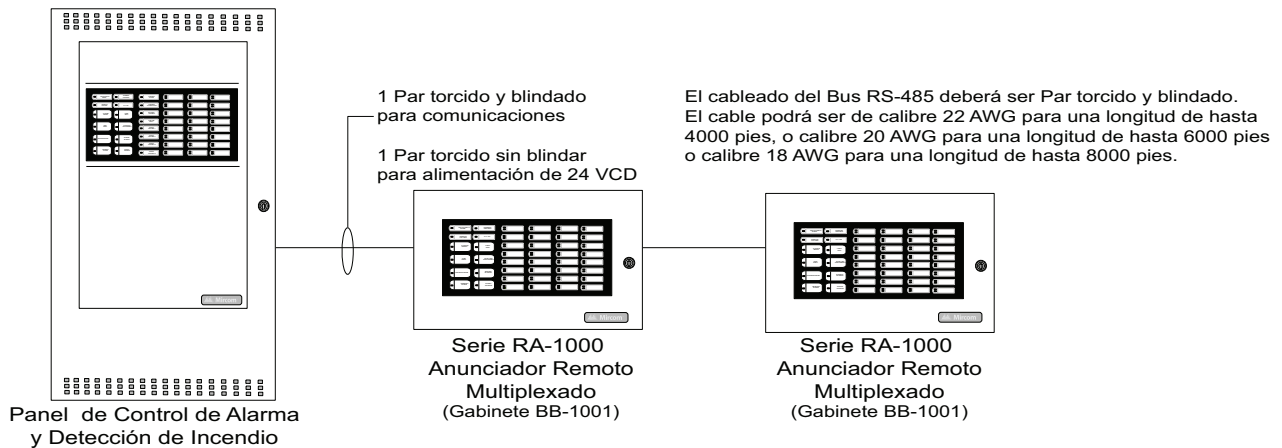 1 Par torcido y blindado
para comunicaciones
1 Par torcido sin blindar
para alimentación de 24 VCD
El cableado del Bus RS-485 deberá ser Par torcido y blindado.
El cable podrá ser de calibre 22 AWG para una longitud de hasta
4000 pies, o calibre 20 AWG para una longitud de hasta 6000 pies
o calibre 18 AWG para una longitud de hasta 8000 pies.
Mircom
Mircom
Mircom
Panel de Control de Alarma
y Detección de Incendio
Serie RA-1000
Anunciador Remoto
Multiplexado
(Gabinete BB-1001)
Serie RA-1000
Anunciador Remoto
Multiplexado
(Gabinete BB-1001)